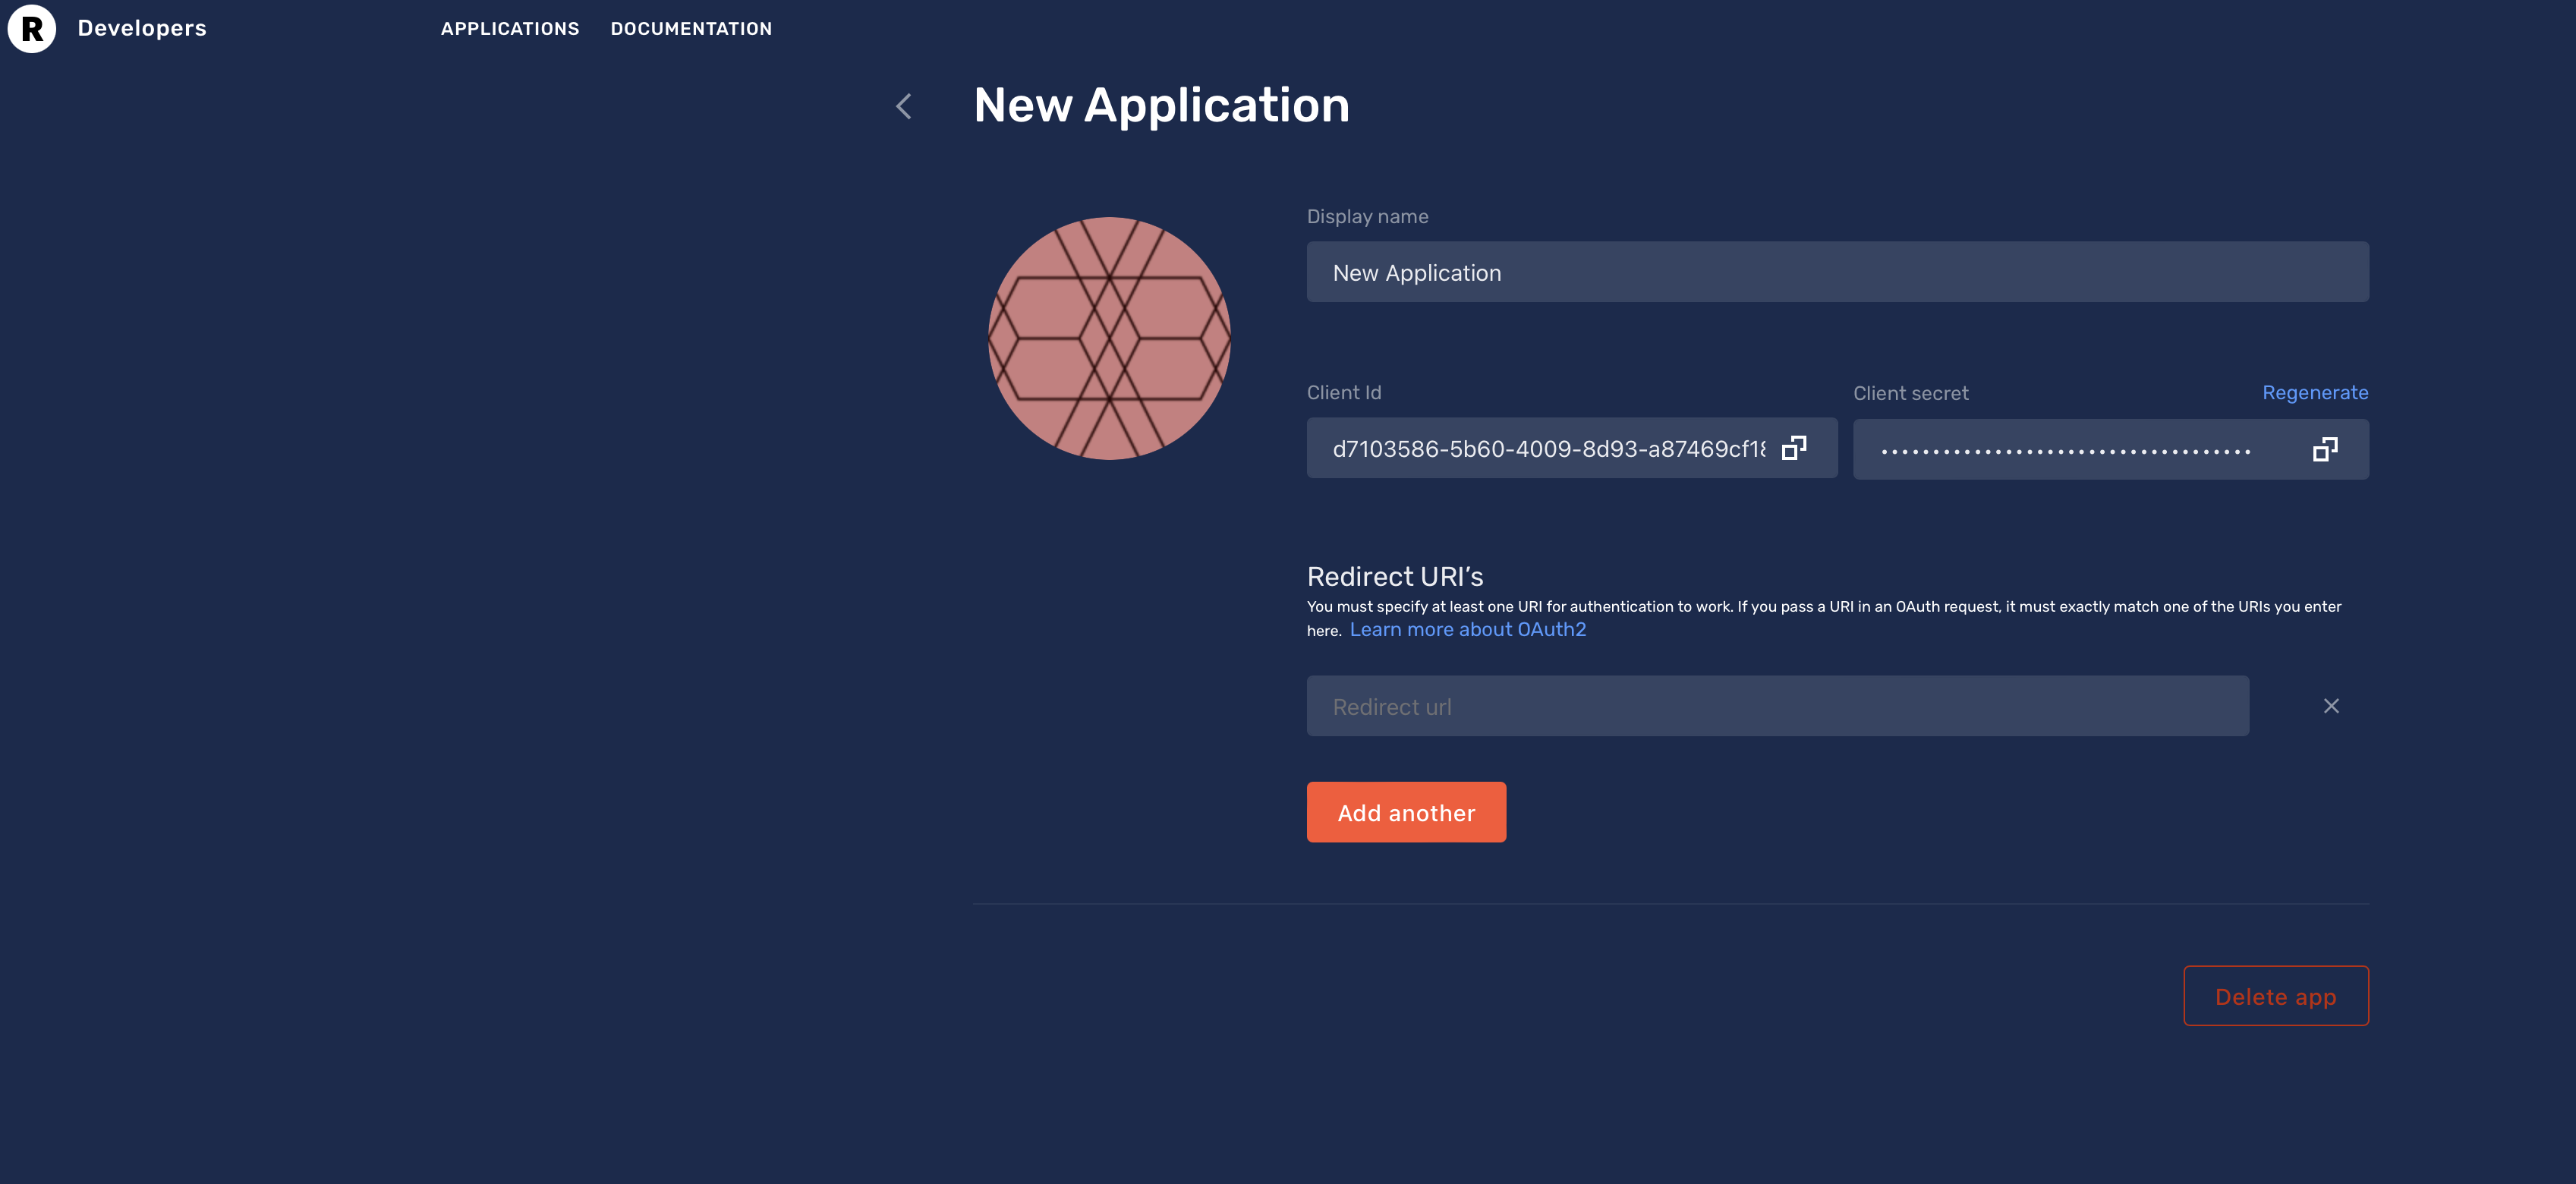 R Developers APPLICATIONS DOCUMENTATION
New Application
Display name
New Application
Client Id Client secret Regenerate
d7103586-5b60-4009-8d93-a87469cf18 ••••••••••••••••••••••••••••••••••••
Redirect URI’s
You must specify at least one URI for authentication to work. If you pass a URI in an OAuth request, it must exactly match one of the URIs you enter
here. Learn more about OAuth2
Redirect url
Add another
Delete app